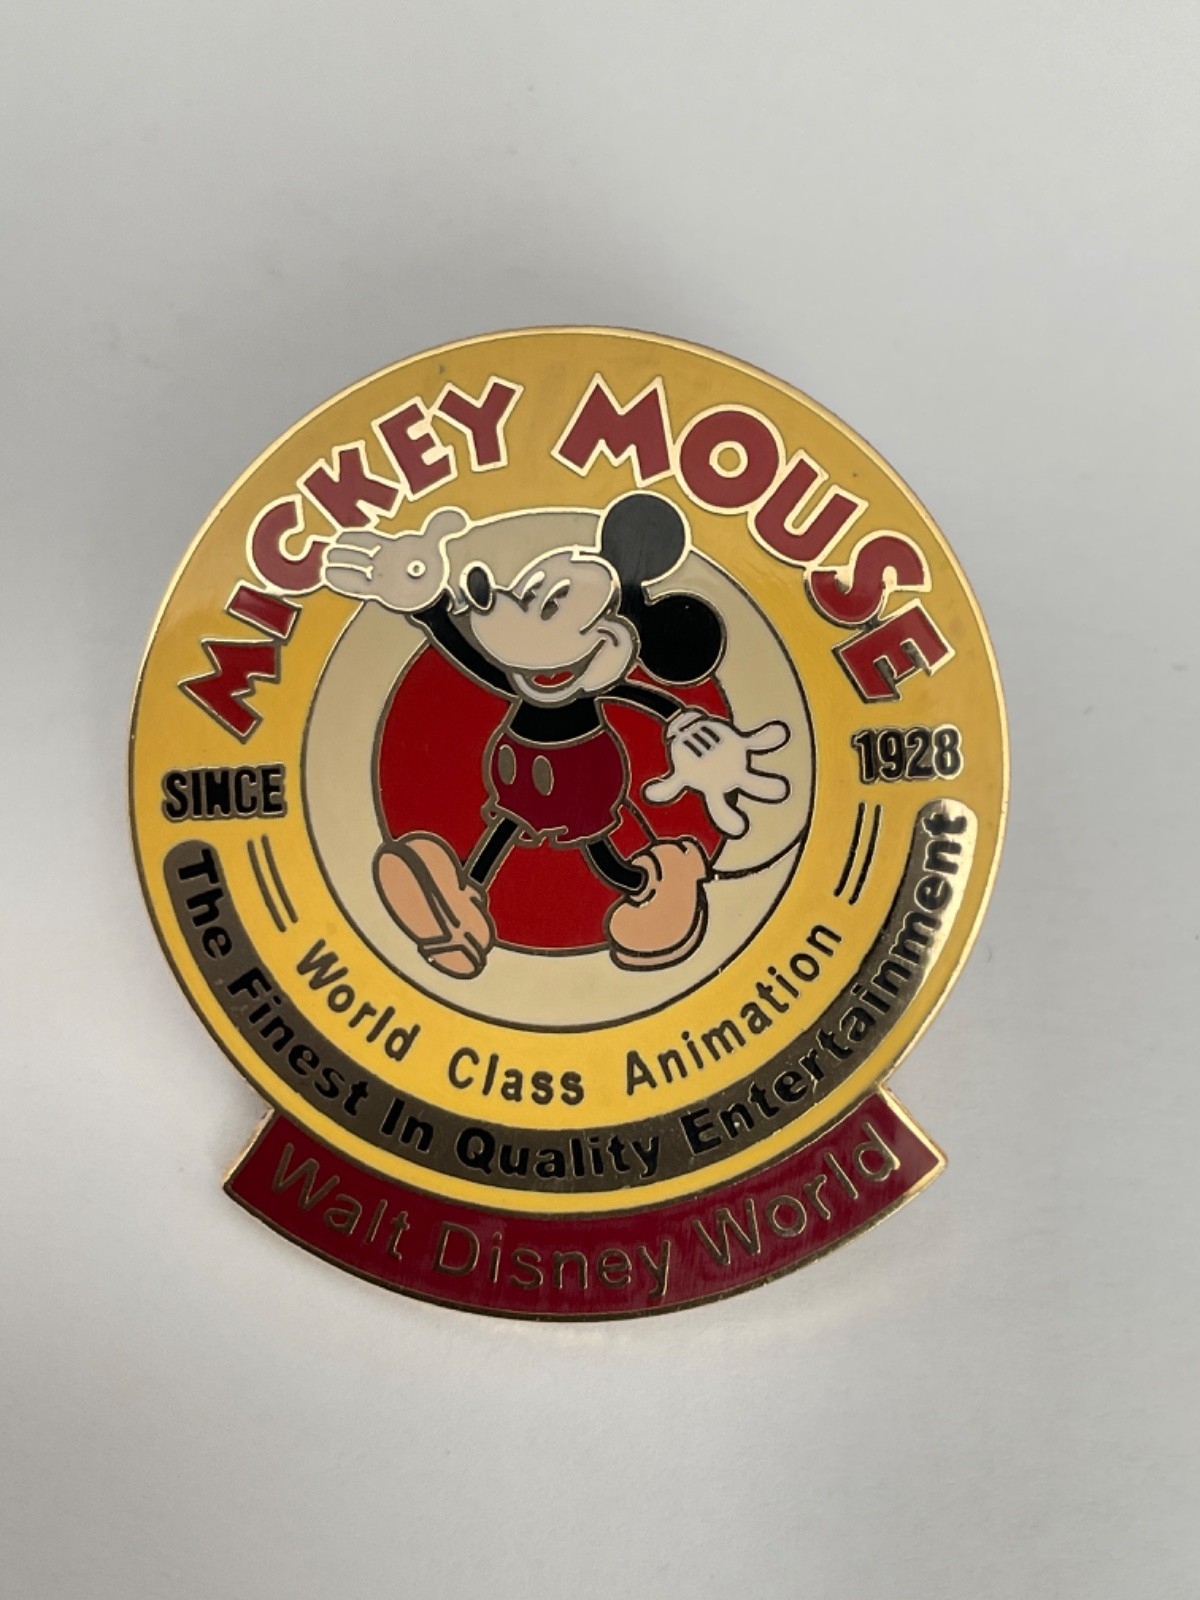 MICKEY MOUSE
SINCE 1928
World Class Animation
The Finest In Quality Entertainment
Walt Disney World